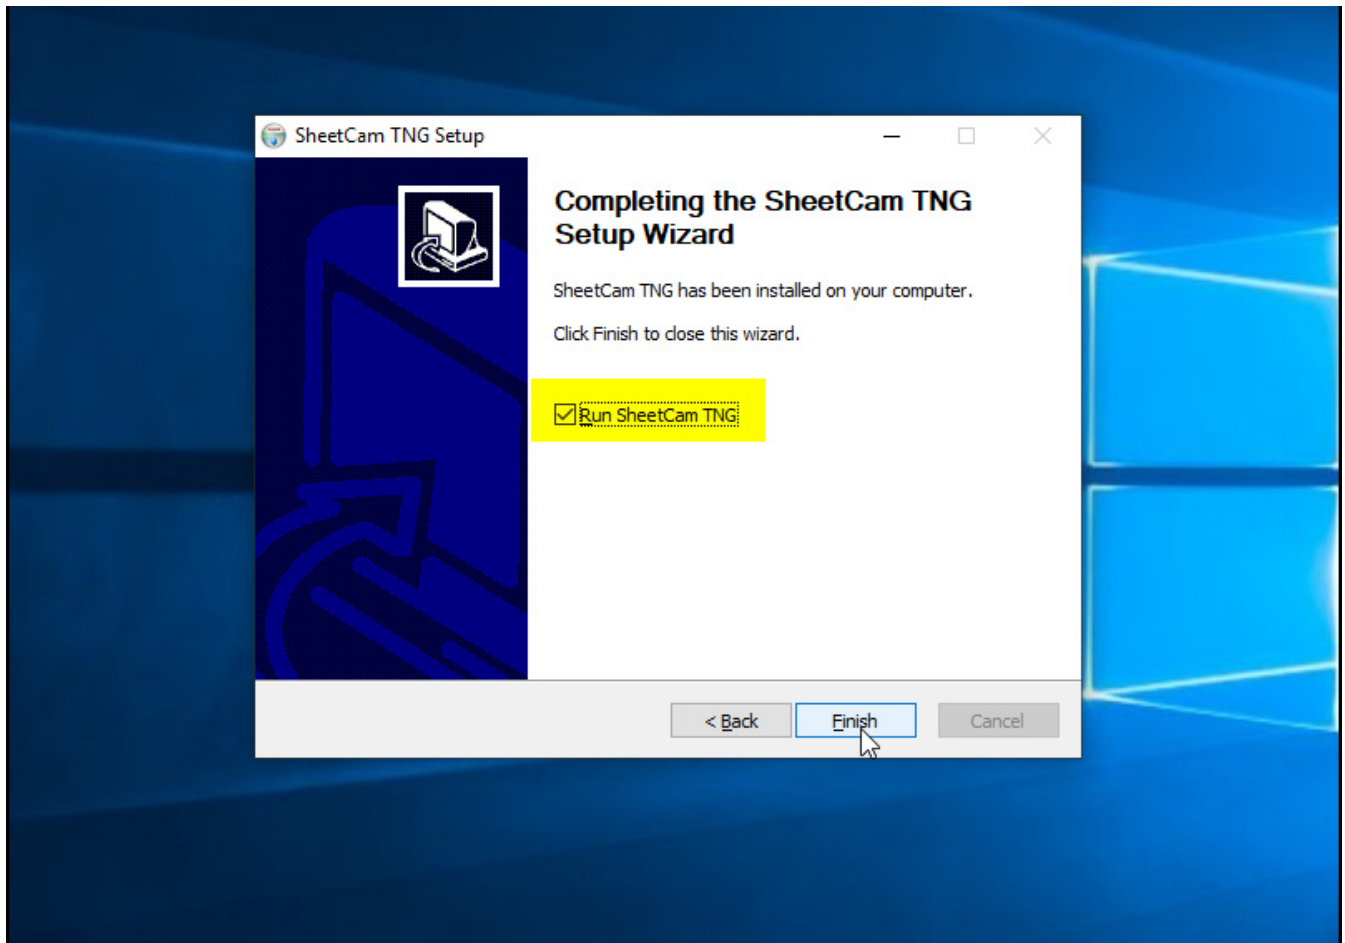 SheetCam TNG Setup
Completing the SheetCam TNG
Setup Wizard
SheetCam TNG has been installed on your computer.
Click Finish to close this wizard.
Run SheetCam TNG
< Back
Finish
Cancel